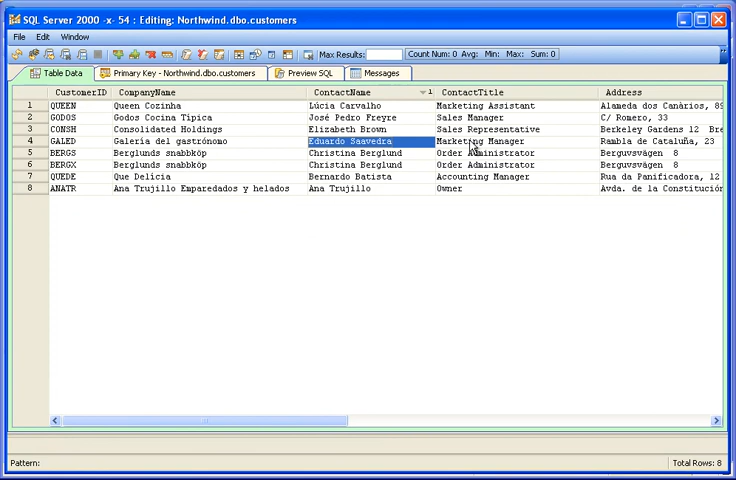 SQL Server 2000 -x- 54 : Editing: Northwind.dbo.customers
File Edit Window
Max Results: Count Num: 0 Avg: Min: Max: Sum: 0
Table Data Primary Key - Northwind.dbo.customers Preview SQL Messages
CustomerID CompanyName ContactName 1 ContactTitle Address
1 QUEEN Queen Cozinha Lúcia Carvalho Marketing Assistant Alameda dos Canàrios, 89
2 GODOS Godos Cocina Típica José Pedro Freyre Sales Manager C/ Romero, 33
3 CONSH Consolidated Holdings Elizabeth Brown Sales Representative Berkeley Gardens 12 Bre
4 GALED Galería del gastrónomo Eduardo Saavedra Marketing Manager Rambla de Cataluña, 23
5 BERGS Berglunds snabbköp Christina Berglund Order Administrator Berguvsvägen 8
6 BERGX Berglunds snabbköp Christina Berglund Order Administrator Berguvsvägen 8
7 QUEDE Que Delícia Bernardo Batista Accounting Manager Rua da Panificadora, 12
8 ANATR Ana Trujillo Emparedados y helados Ana Trujillo Owner Avda. de la Constitución
Pattern: Total Rows: 8